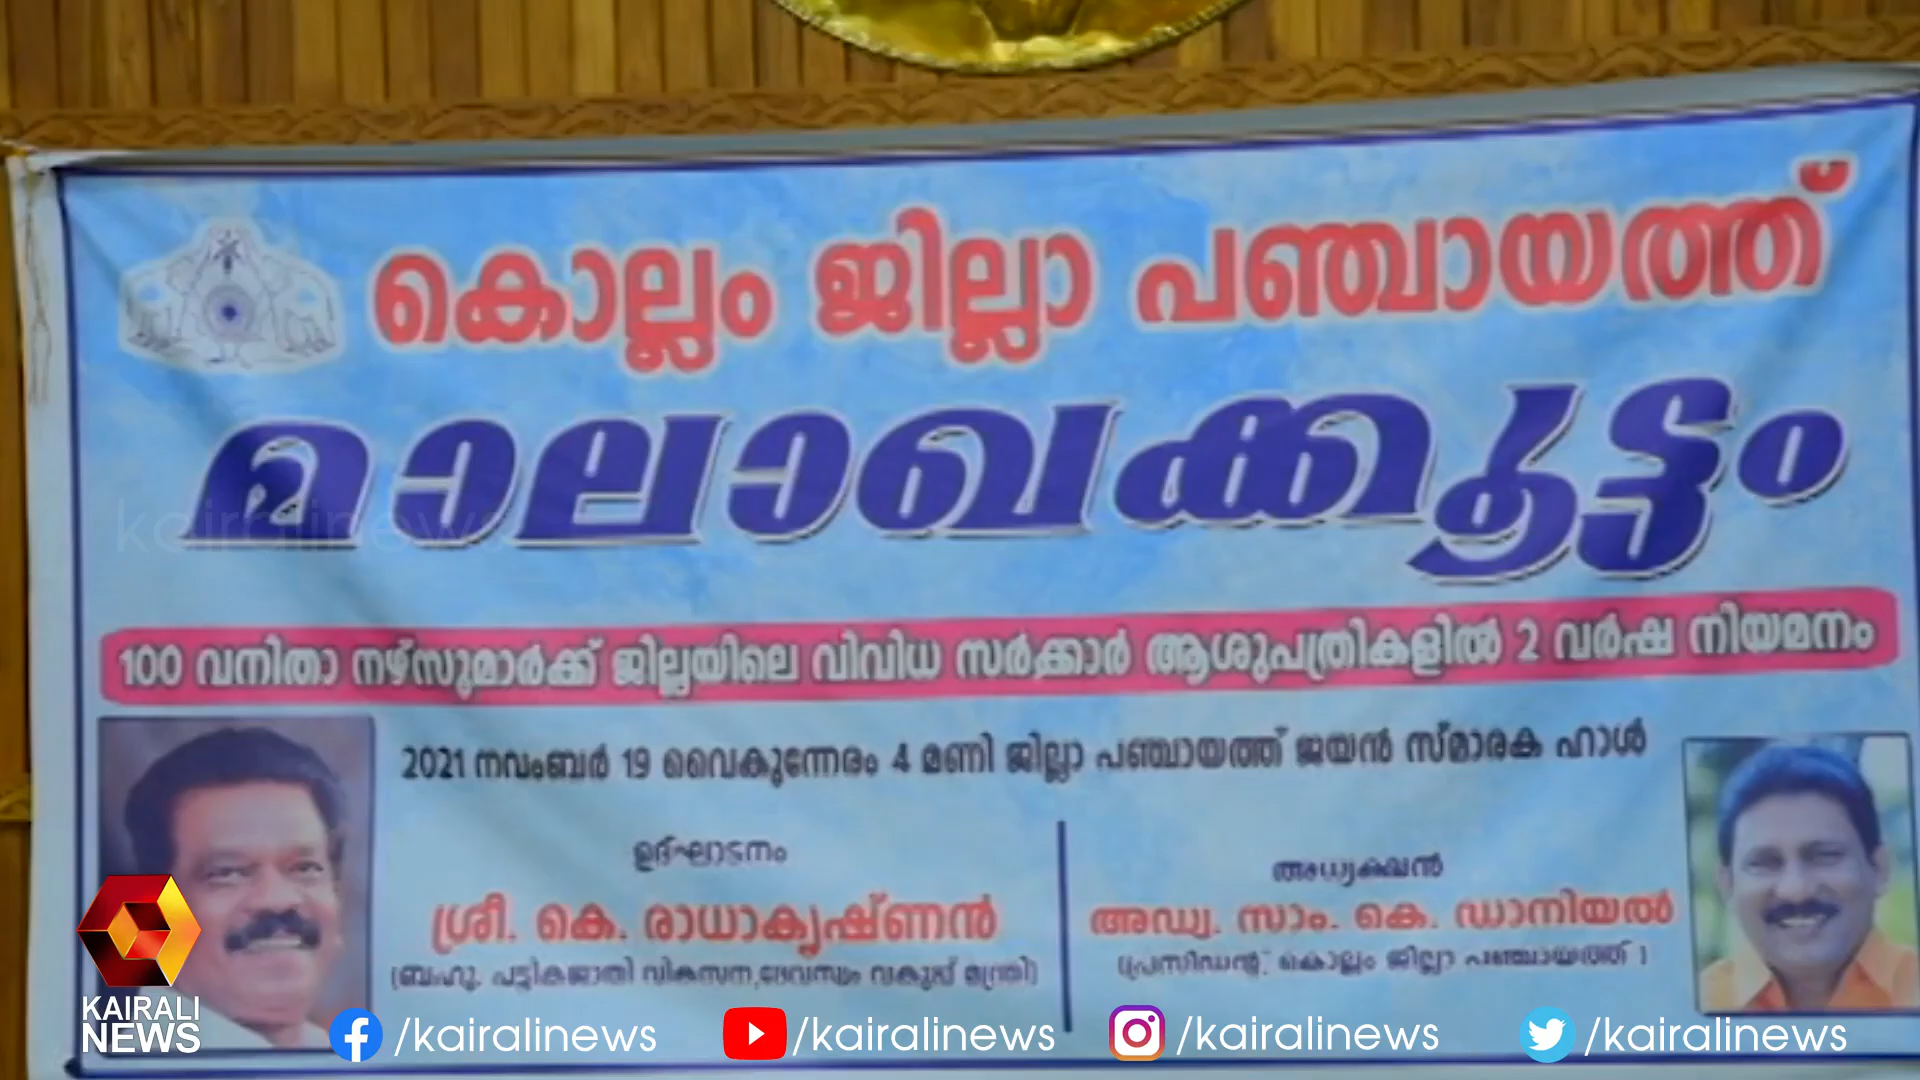 കൊല്ലം ജില്ലാ പഞ്ചായത്ത്
മാലാഖക്കൂട്ടം
kairalinews
100 വനിതാ നഴ്സുമാർക്ക് ജില്ലയിലെ വിവിധ സർക്കാർ ആശുപത്രികളിൽ 2 വർഷ നിയമനം
2021 നവംബർ 19 വൈകുന്നേരം 4 മണി ജില്ലാ പഞ്ചായത്ത് ജയൻ സ്മാരക ഹാൾ
ഉദ്ഘാടനം
ശ്രീ. കെ. രാധാകൃഷ്ണൻ
(ബഹു. പട്ടികജാതി വികസന,ദേവസ്വം വകുപ്പ് മന്ത്രി)
അധ്യക്ഷൻ
അഡ്വ. സാം. കെ. ഡാനിയൽ
(പ്രസിഡന്റ്, കൊല്ലം ജില്ലാ പഞ്ചായത്ത് )
KAIRALI
NEWS
/kairalinews /kairalinews /kairalinews /kairalinews